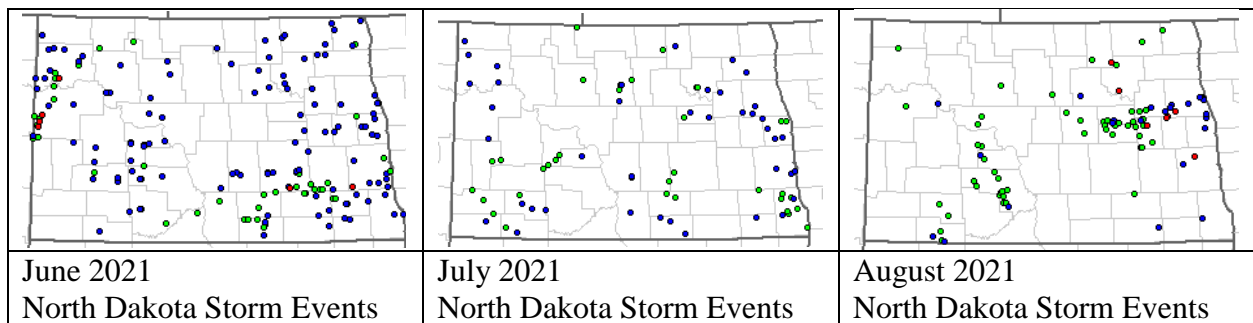 June 2021
North Dakota Storm Events
July 2021
North Dakota Storm Events
August 2021
North Dakota Storm Events